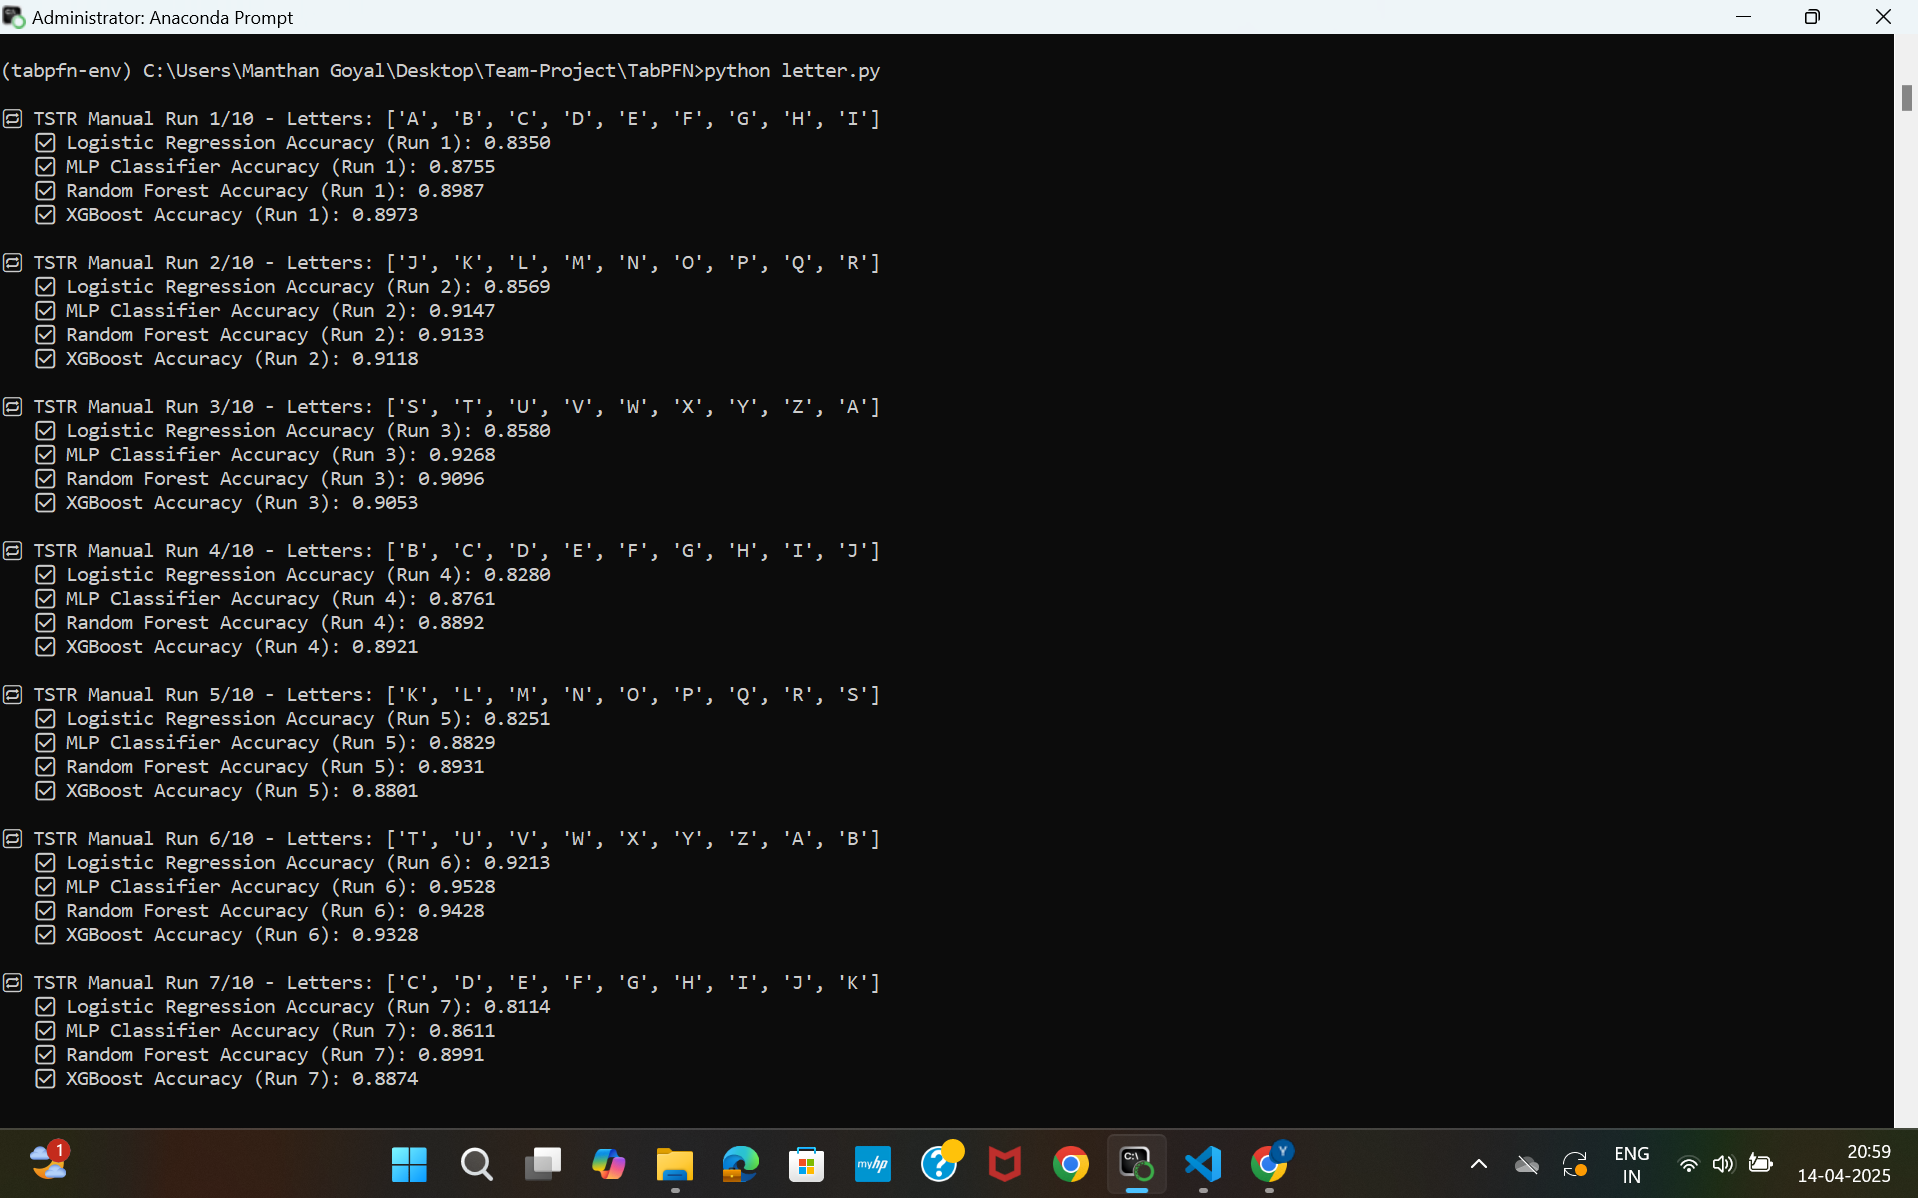 Administrator: Anaconda Prompt
(tabpfn-env) C:\Users\Manthan Goyal\Desktop\Team-Project\TabPFN>python letter.py
TSTR Manual Run 1/10 - Letters: ['A', 'B', 'C', 'D', 'E', 'F', 'G', 'H', 'I']
Logistic Regression Accuracy (Run 1): 0.8350
MLP Classifier Accuracy (Run 1): 0.8755
Random Forest Accuracy (Run 1): 0.8987
XGBoost Accuracy (Run 1): 0.8973
TSTR Manual Run 2/10 - Letters: ['J', 'K', 'L', 'M', 'N', 'O', 'P', 'Q', 'R']
Logistic Regression Accuracy (Run 2): 0.8569
MLP Classifier Accuracy (Run 2): 0.9147
Random Forest Accuracy (Run 2): 0.9133
XGBoost Accuracy (Run 2): 0.9118
TSTR Manual Run 3/10 - Letters: ['S', 'T', 'U', 'V', 'W', 'X', 'Y', 'Z', 'A']
Logistic Regression Accuracy (Run 3): 0.8580
MLP Classifier Accuracy (Run 3): 0.9268
Random Forest Accuracy (Run 3): 0.9096
XGBoost Accuracy (Run 3): 0.9053
TSTR Manual Run 4/10 - Letters: ['B', 'C', 'D', 'E', 'F', 'G', 'H', 'I', 'J']
Logistic Regression Accuracy (Run 4): 0.8280
MLP Classifier Accuracy (Run 4): 0.8761
Random Forest Accuracy (Run 4): 0.8892
XGBoost Accuracy (Run 4): 0.8921
TSTR Manual Run 5/10 - Letters: ['K', 'L', 'M', 'N', 'O', 'P', 'Q', 'R', 'S']
Logistic Regression Accuracy (Run 5): 0.8251
MLP Classifier Accuracy (Run 5): 0.8829
Random Forest Accuracy (Run 5): 0.8931
XGBoost Accuracy (Run 5): 0.8801
TSTR Manual Run 6/10 - Letters: ['T', 'U', 'V', 'W', 'X', 'Y', 'Z', 'A', 'B']
Logistic Regression Accuracy (Run 6): 0.9213
MLP Classifier Accuracy (Run 6): 0.9528
Random Forest Accuracy (Run 6): 0.9428
XGBoost Accuracy (Run 6): 0.9328
TSTR Manual Run 7/10 - Letters: ['C', 'D', 'E', 'F', 'G', 'H', 'I', 'J', 'K']
Logistic Regression Accuracy (Run 7): 0.8114
MLP Classifier Accuracy (Run 7): 0.8611
Random Forest Accuracy (Run 7): 0.8991
XGBoost Accuracy (Run 7): 0.8874
1
myhp
?
C:\
Y
ENG
IN
20:59
14-04-2025